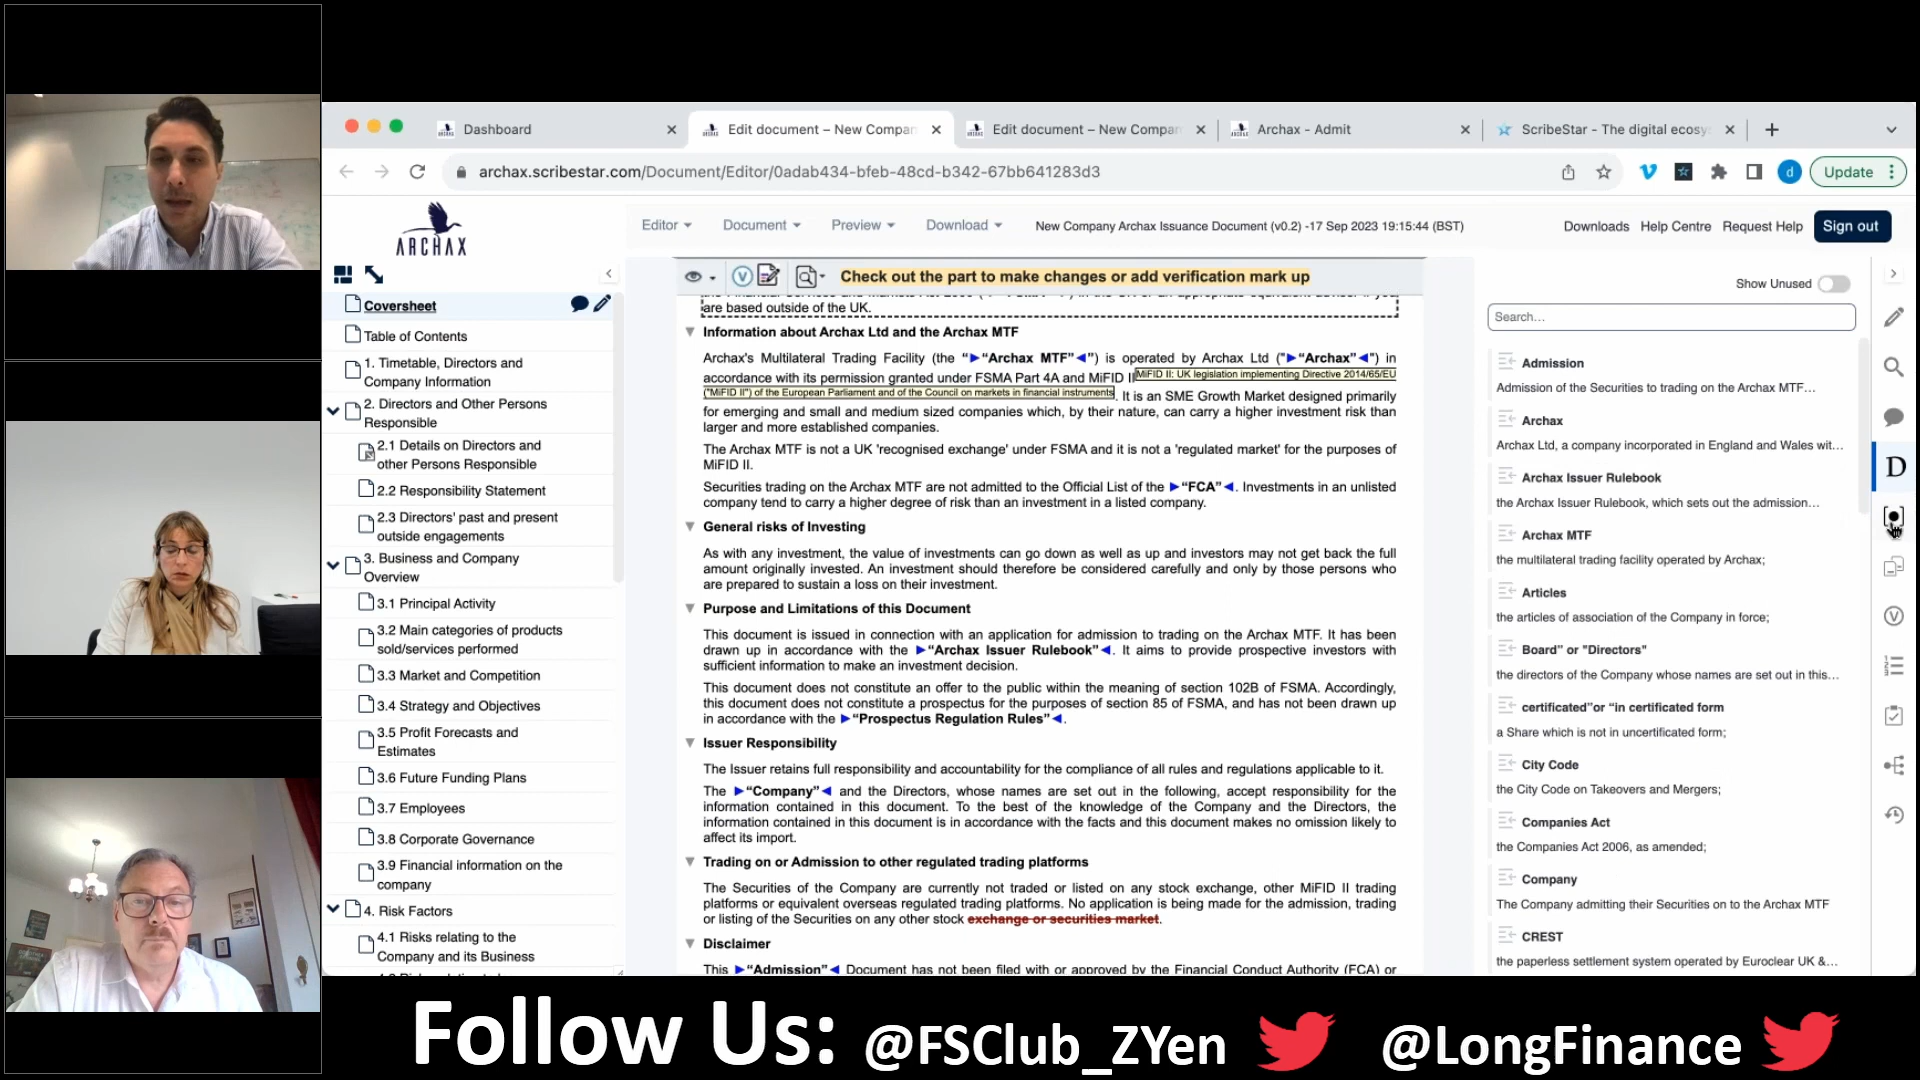 Dashboard
Edit document – New Compan
Edit document – New Compan
Archax - Admit
ScribeStar - The digital ecosy
archax.scribestar.com/Document/Editor/0adab434-bfeb-48cd-b342-67bb641283d3
d
Update
ARCHAX
Editor
Document
Preview
Download
New Company Archax Issuance Document (v0.2) -17 Sep 2023 19:15:44 (BST)
Downloads
Help Centre
Request Help
Sign out
Coversheet
Table of Contents
1. Timetable, Directors and
Company Information
2. Directors and Other Persons
Responsible
2.1 Details on Directors and
other Persons Responsible
2.2 Responsibility Statement
2.3 Directors' past and present
outside engagements
3. Business and Company
Overview
3.1 Principal Activity
3.2 Main categories of products
sold/services performed
3.3 Market and Competition
3.4 Strategy and Objectives
3.5 Profit Forecasts and
Estimates
3.6 Future Funding Plans
3.7 Employees
3.8 Corporate Governance
3.9 Financial information on the
company
4. Risk Factors
4.1 Risks relating to the
Company and its Business
V
Check out the part to make changes or add verification mark up
are based outside of the UK.
Information about Archax Ltd and the Archax MTF
Archax's Multilateral Trading Facility (the “▶“Archax MTF”◀”) is operated by Archax Ltd ("▶“Archax”◀") in
accordance with its permission granted under FSMA Part 4A and MiFID II MiFID II: UK legislation implementing Directive 2014/65/EU
("MiFID II") of the European Parliament and of the Council on markets in financial instruments. It is an SME Growth Market designed primarily
for emerging and small and medium sized companies which, by their nature, can carry a higher investment risk than
larger and more established companies.
The Archax MTF is not a UK 'recognised exchange' under FSMA and it is not a 'regulated market' for the purposes of
MiFID II.
Securities trading on the Archax MTF are not admitted to the Official List of the ▶“FCA”◀. Investments in an unlisted
company tend to carry a higher degree of risk than an investment in a listed company.
General risks of Investing
As with any investment, the value of investments can go down as well as up and investors may not get back the full
amount originally invested. An investment should therefore be considered carefully and only by those persons who
are prepared to sustain a loss on their investment.
Purpose and Limitations of this Document
This document is issued in connection with an application for admission to trading on the Archax MTF. It has been
drawn up in accordance with the ▶“Archax Issuer Rulebook”◀. It aims to provide prospective investors with
sufficient information to make an investment decision.
This document does not constitute an offer to the public within the meaning of section 102B of FSMA. Accordingly,
this document does not constitute a prospectus for the purposes of section 85 of FSMA, and has not been drawn up
in accordance with the ▶“Prospectus Regulation Rules”◀.
Issuer Responsibility
The Issuer retains full responsibility and accountability for the compliance of all rules and regulations applicable to it.
The ▶“Company”◀ and the Directors, whose names are set out in the following, accept responsibility for the
information contained in this document. To the best of the knowledge of the Company and the Directors, the
information contained in this document is in accordance with the facts and this document makes no omission likely to
affect its import.
Trading on or Admission to other regulated trading platforms
The Securities of the Company are currently not traded or listed on any stock exchange, other MiFID II trading
platforms or equivalent overseas regulated trading platforms. No application is being made for the admission, trading
or listing of the Securities on any other stock exchange or securities market.
Disclaimer
This ▶“Admission”◀ Document has not been filed with or approved by the Financial Conduct Authority (FCA) or
Show Unused
Search...
Admission
Admission of the Securities to trading on the Archax MTF...
Archax
Archax Ltd, a company incorporated in England and Wales wit...
Archax Issuer Rulebook
the Archax Issuer Rulebook, which sets out the admission...
Archax MTF
the multilateral trading facility operated by Archax;
Articles
the articles of association of the Company in force;
Board” or "Directors"
the directors of the Company whose names are set out in this...
certificated”or “in certificated form
a Share which is not in uncertificated form;
City Code
the City Code on Takeovers and Mergers;
Companies Act
the Companies Act 2006, as amended;
Company
The Company admitting their Securities on to the Archax MTF
CREST
the paperless settlement system operated by Euroclear UK &...
D
V
Follow Us: @FSClub_ZYen @LongFinance